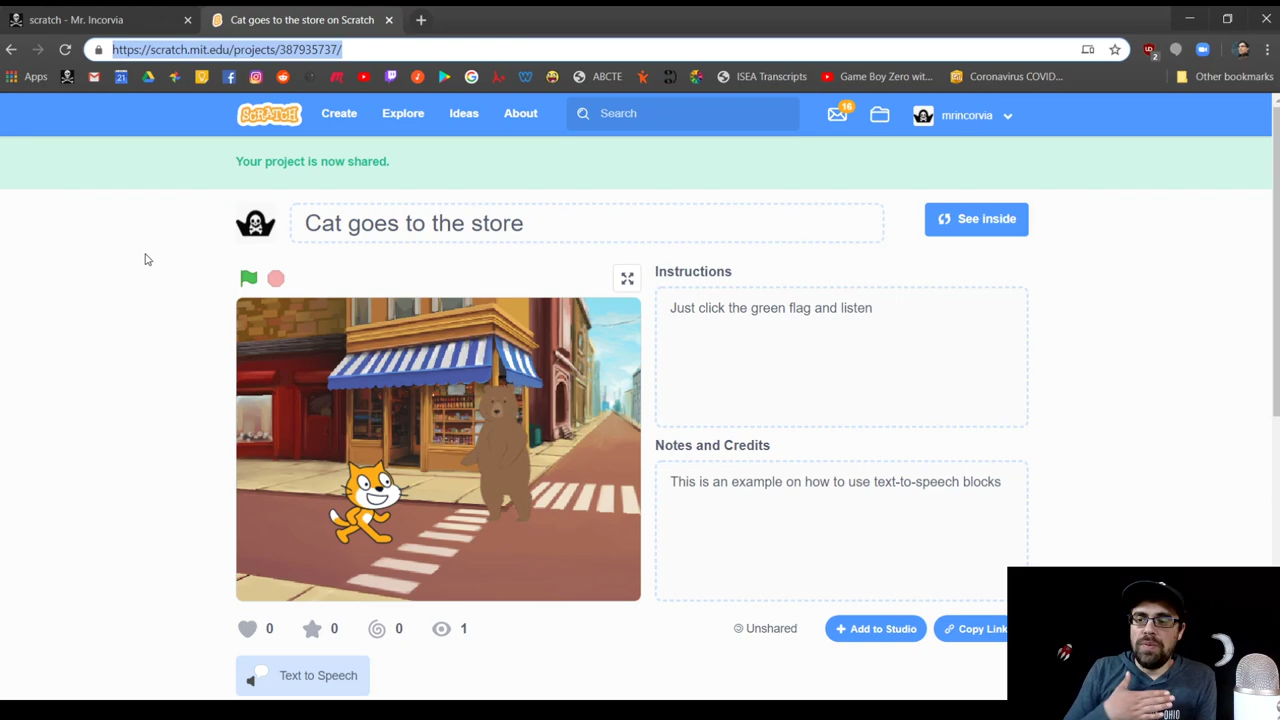 scratch - Mr. Incorvia
Cat goes to the store on Scratch
https://scratch.mit.edu/projects/387935737/
2
Apps
31
ABCTE
ISEA Transcripts
Game Boy Zero wit...
Coronavirus COVID...
Other bookmarks
SCRATCH
Create
Explore
Ideas
About
Search
16
mrincorvia
Your project is now shared.
Cat goes to the store
See inside
Instructions
Just click the green flag and listen
Notes and Credits
This is an example on how to use text-to-speech blocks
0
0
0
1
Unshared
Add to Studio
Copy Link
Text to Speech
OHIO